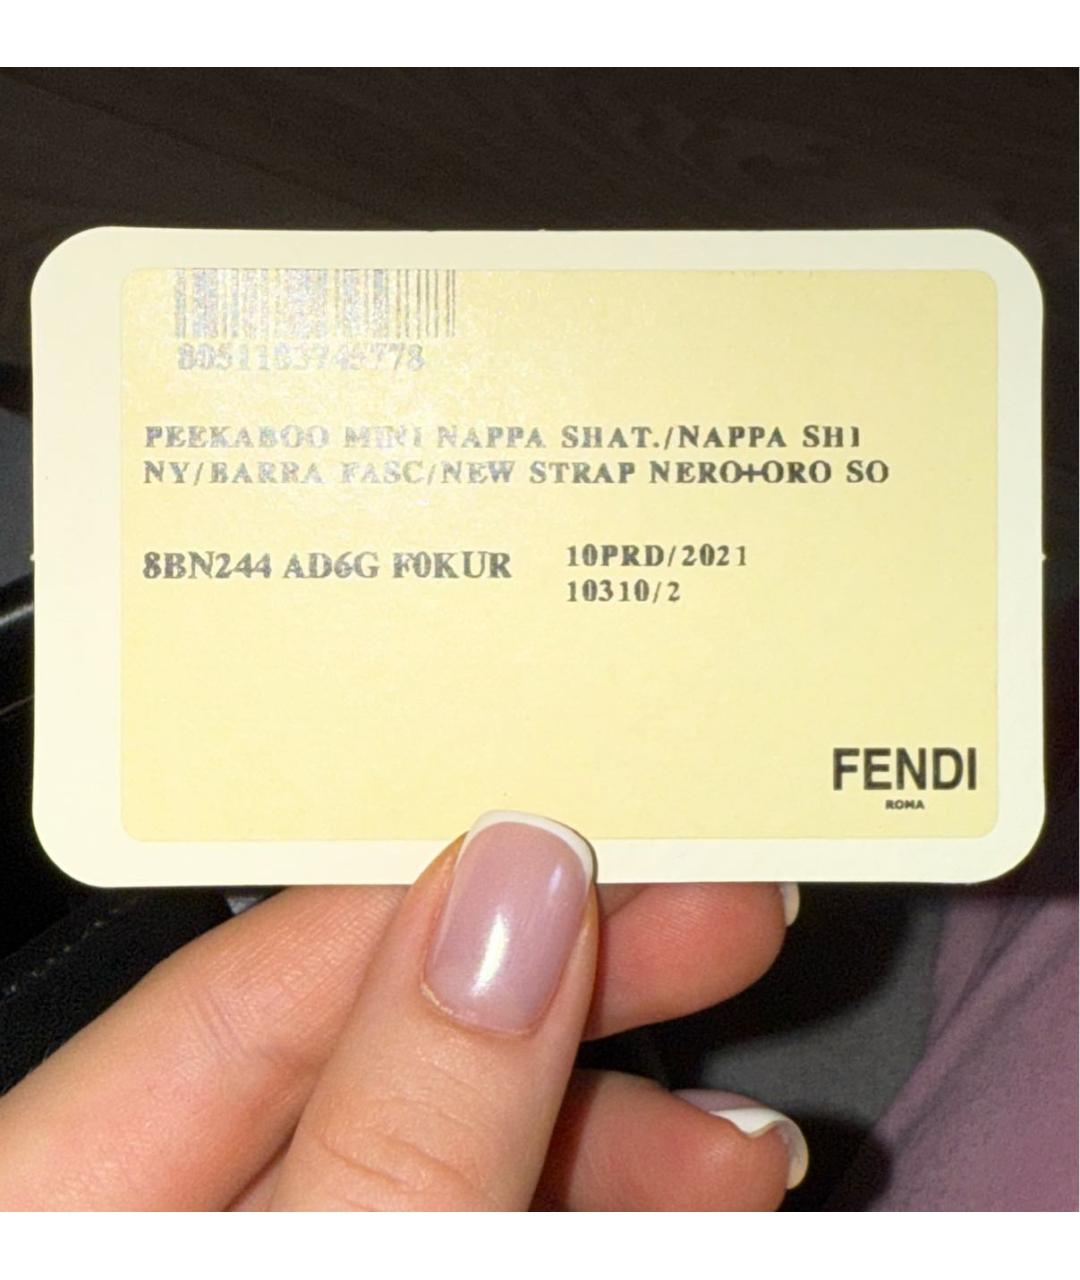 PEEKABOO MINI NAPPA SHAT./NAPPA SHI
NY/BARRA FASC/NEW STRAP NERO+ORO SO
8BN244 AD6G F0KUR
10PRD/2021
10310/2
FENDI
ROMA